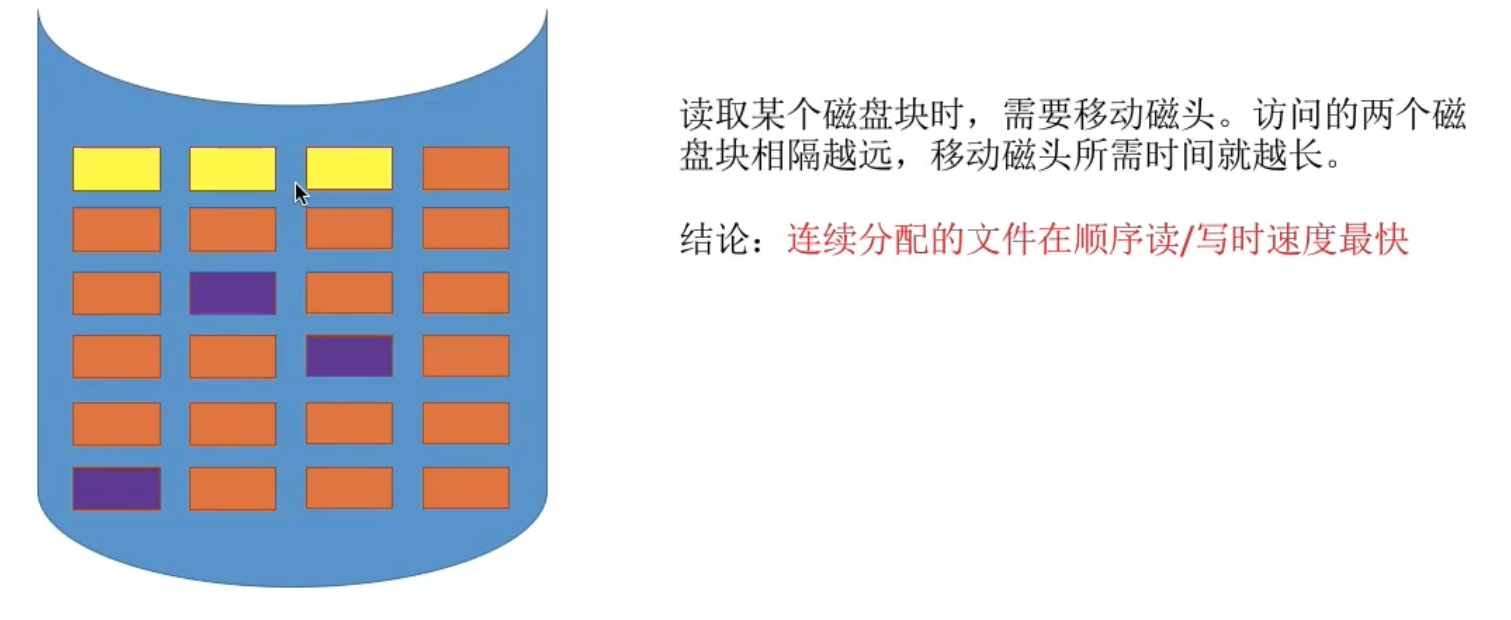 读取某个磁盘块时，需要移动磁头。访问的两个磁
盘块相隔越远，移动磁头所需时间就越长。
结论：连续分配的文件在顺序读/写时速度最快